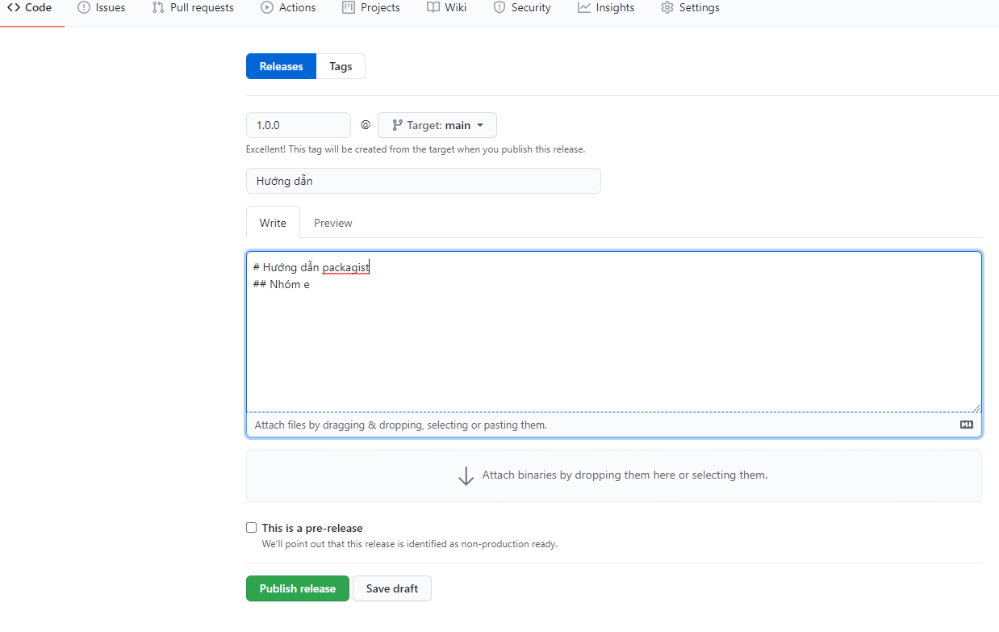 Code Issues Pull requests Actions Projects Wiki Security Insights Settings
Releases Tags
1.0.0 @ Target: main
Excellent! This tag will be created from the target when you publish this release.
Hướng dẫn
Write Preview
# Hướng dẫn packagist
## Nhóm e
Attach files by dragging & dropping, selecting or pasting them.
Attach binaries by dropping them here or selecting them.
This is a pre-release
We'll point out that this release is identified as non-production ready.
Publish release Save draft